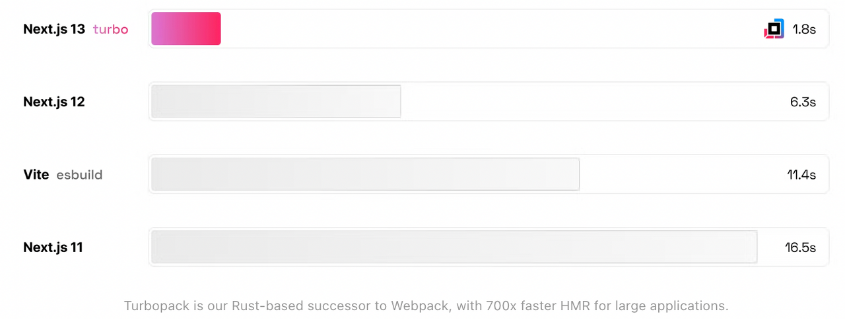 Next.js 13 turbo 1.8s
Next.js 12 6.3s
Vite esbuild 11.4s
Next.js 11 16.5s
Turbopack is our Rust-based successor to Webpack, with 700x faster HMR for large applications.